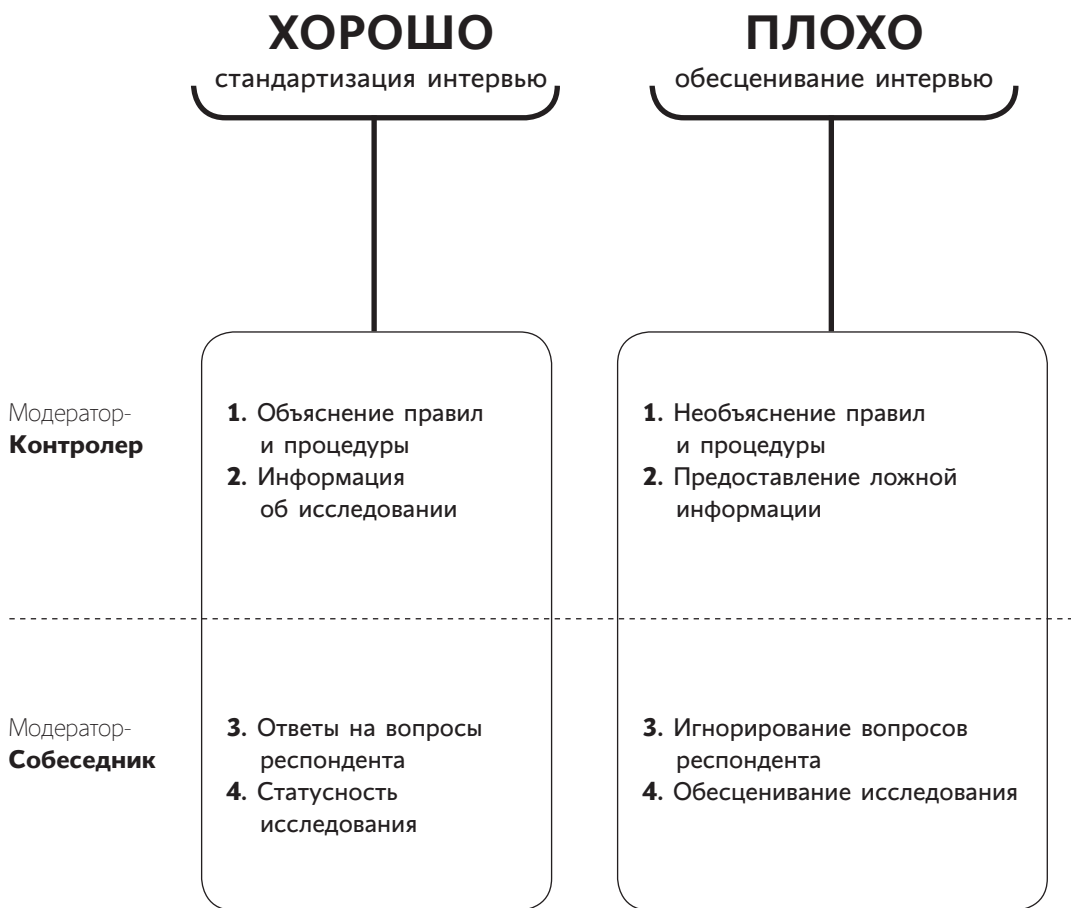 ХОРОШО
стандартизация интервью
ПЛОХО
обесценивание интервью
Модератор-
Контролер
1. Объяснение правил
и процедуры
2. Информация
об исследовании
1. Необъяснение правил
и процедуры
2. Предоставление ложной
информации
Модератор-
Собеседник
3. Ответы на вопросы
респондента
4. Статусность
исследования
3. Игнорирование вопросов
респондента
4. Обесценивание исследования